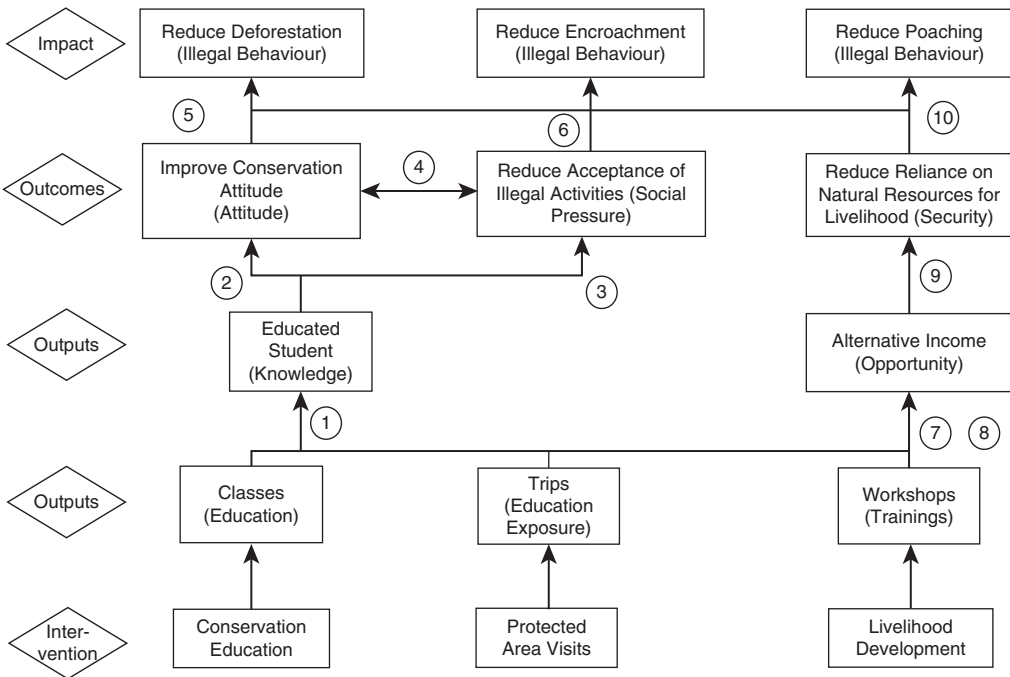 Impact
Reduce Deforestation
(Illegal Behaviour)
Reduce Encroachment
(Illegal Behaviour)
Reduce Poaching
(Illegal Behaviour)
5
6
10
Outcomes
Improve Conservation
Attitude
(Attitude)
4
Reduce Acceptance of
Illegal Activities (Social
Pressure)
Reduce Reliance on
Natural Resources for
Livelihood (Security)
2
3
9
Outputs
Educated
Student
(Knowledge)
Alternative Income
(Opportunity)
1
7
8
Outputs
Classes
(Education)
Trips
(Education
Exposure)
Workshops
(Trainings)
Inter-
vention
Conservation
Education
Protected
Area Visits
Livelihood
Development